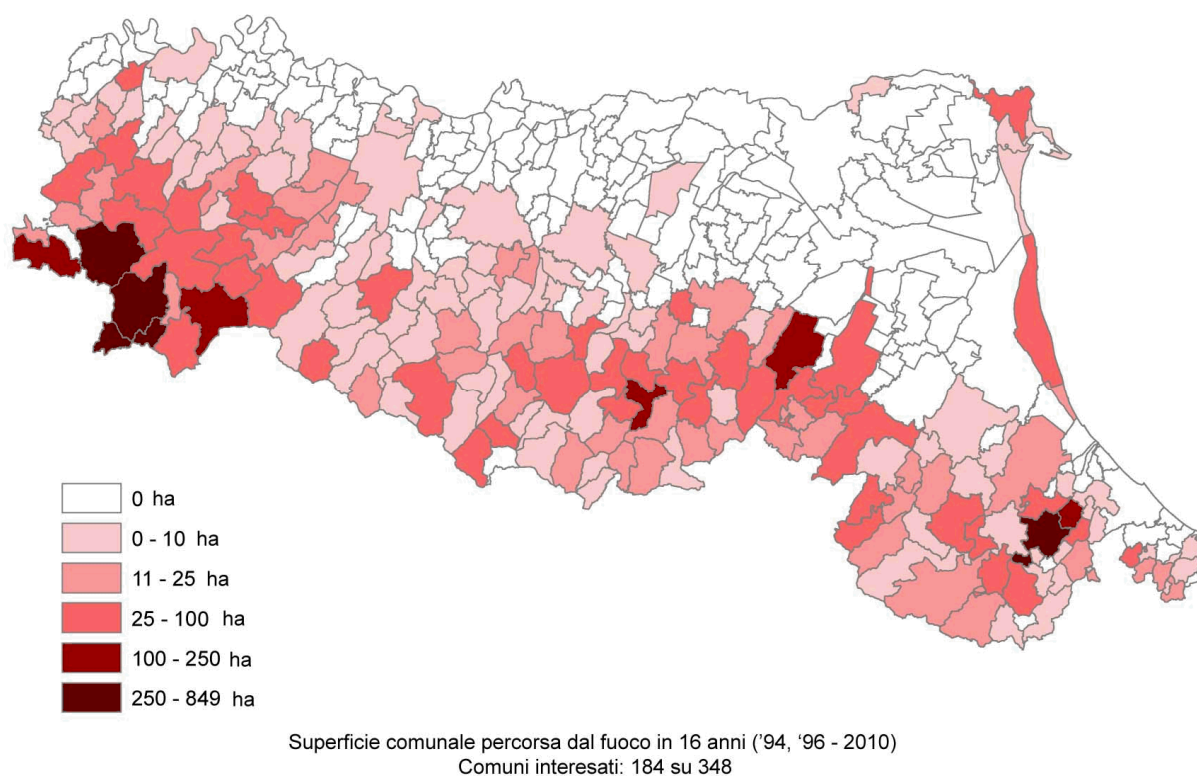 0 ha
0 - 10 ha
11 - 25 ha
25 - 100 ha
100 - 250 ha
250 - 849 ha
Superficie comunale percorsa dal fuoco in 16 anni ('94, ‘96 - 2010)
Comuni interesati: 184 su 348